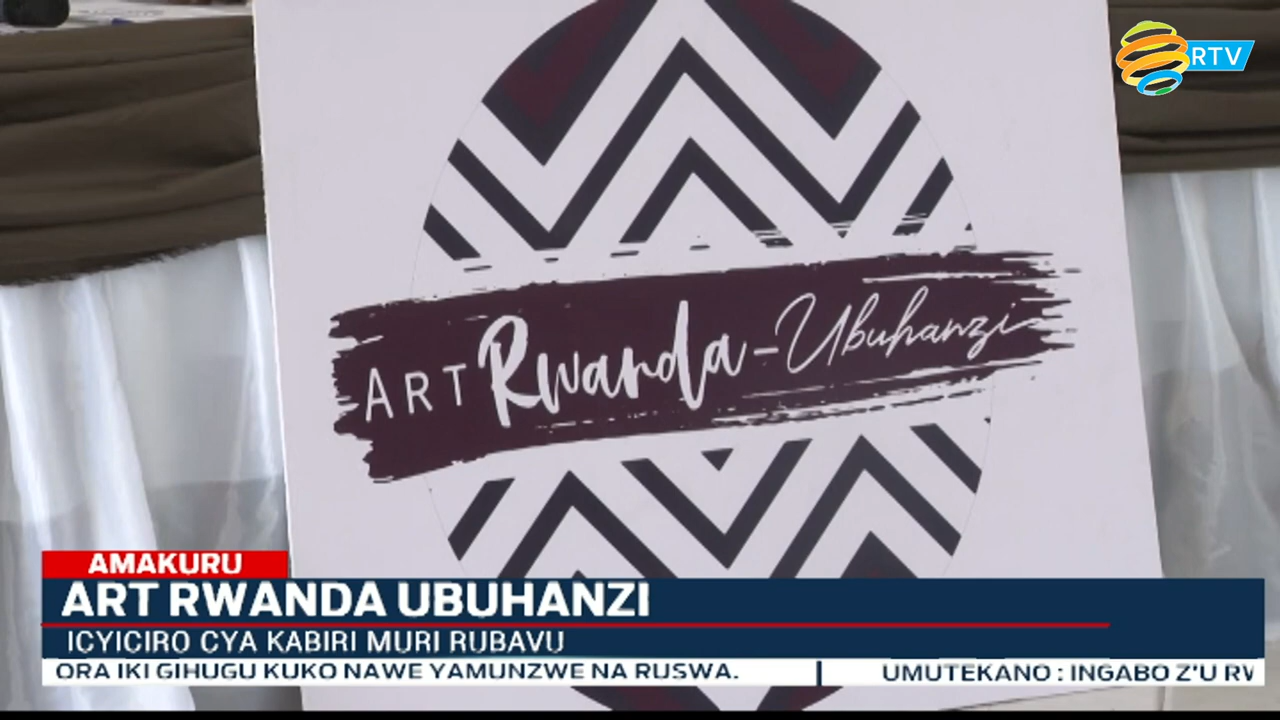 RTV
ART Rwanda-Ubuhanzi
AMAKURU
ART RWANDA UBUHANZI
ICYICIRO CYA KABIRI MURI RUBAVU
ORA IKI GIHUGU KUKO NAWE YAMUNZWE NA RUSWA. | UMUTEKANO : INGABO Z'U RV